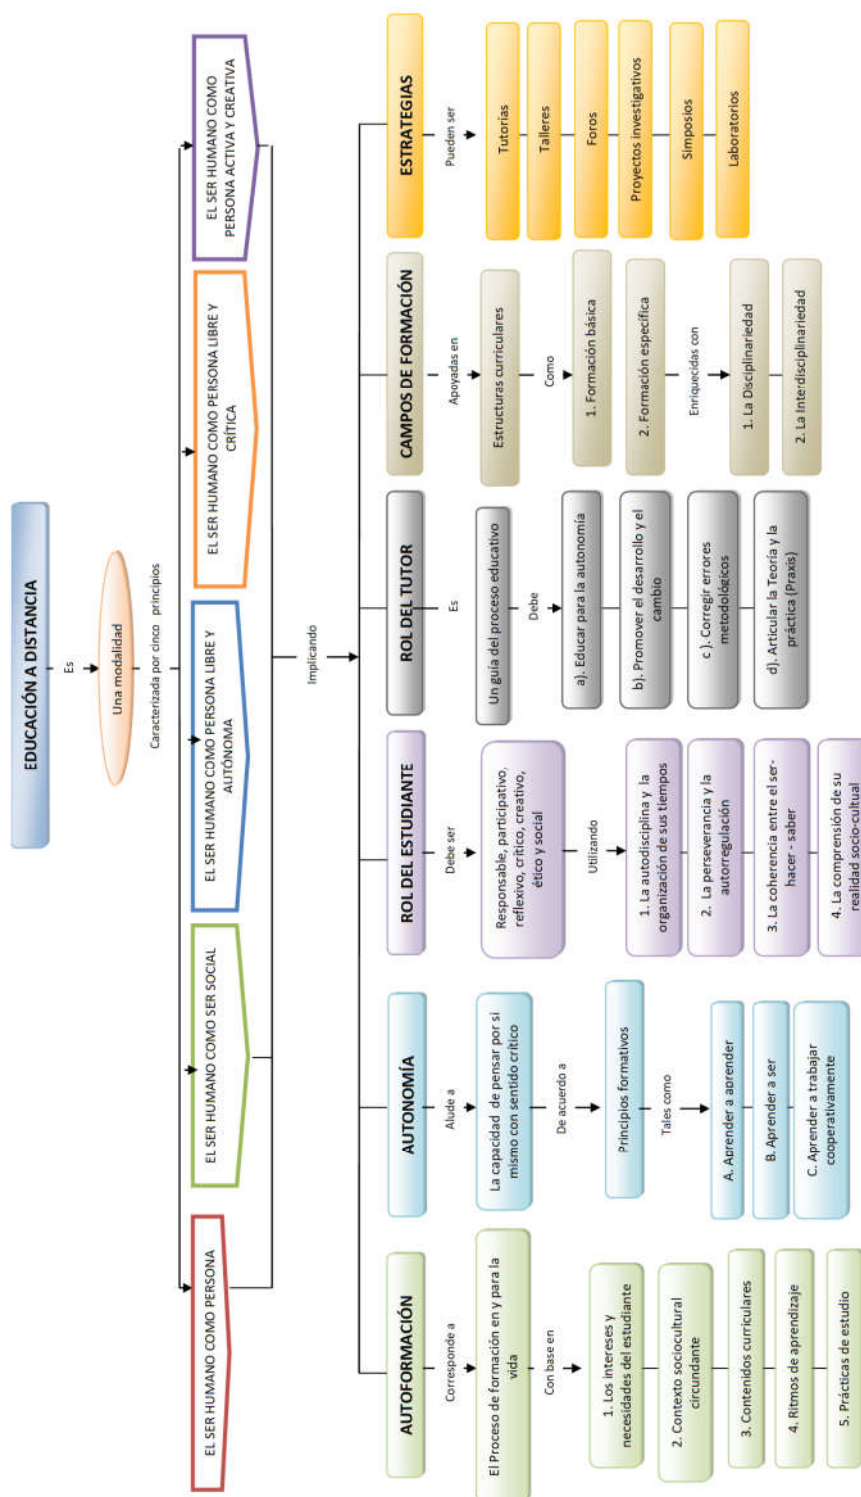 EDUCACIÓN A DISTANCIA
Es
Una modalidad
Caracterizada por cinco principios
EL SER HUMANO COMO PERSONA
EL SER HUMANO COMO SER SOCIAL
EL SER HUMANO COMO PERSONA LIBRE Y
AUTÓNOMA
EL SER HUMANO COMO PERSONA LIBRE Y
CRÍTICA
EL SER HUMANO COMO
PERSONA ACTIVA Y CREATIVA
Implicando
AUTOFORMACIÓN
Corresponde a
El Proceso de formación en y para la
vida
Con base en
1. Los intereses y
necesidades del estudiante
2. Contexto sociocultural
circundante
3. Contenidos curriculares
4. Ritmos de aprendizaje
5. Prácticas de estudio
AUTONOMÍA
Alude a
La capacidad de pensar por si
mismo con sentido crítico
De acuerdo a
Principios formativos
Tales como
A. Aprender a aprender
B. Aprender a ser
C. Aprender a trabajar
cooperativamente
ROL DEL ESTUDIANTE
Debe ser
Responsable, participativo,
reflexivo, crítico, creativo,
ético y social
Utilizando
1. La autodisciplina y la
organización de sus tiempos
2. La perseverancia y la
autorregulación
3. La coherencia entre el ser-
hacer - saber
4. La comprensión de su
realidad socio-cultural
ROL DEL TUTOR
Es
Un guía del proceso educativo
Debe
a). Educar para la autonomía
b). Promover el desarrollo y el
cambio
c ). Corregir errores
metodológicos
d). Articular la Teoría y la
práctica (Praxis)
CAMPOS DE FORMACIÓN
Apoyadas en
Estructuras curriculares
Como
1. Formación básica
2. Formación específica
Enriquecidas con
1. La Disciplinariedad
2. La Interdisciplinariedad
ESTRATEGIAS
Pueden ser
Tutorias
Talleres
Foros
Proyectos investigativos
Simposios
Laboratorios